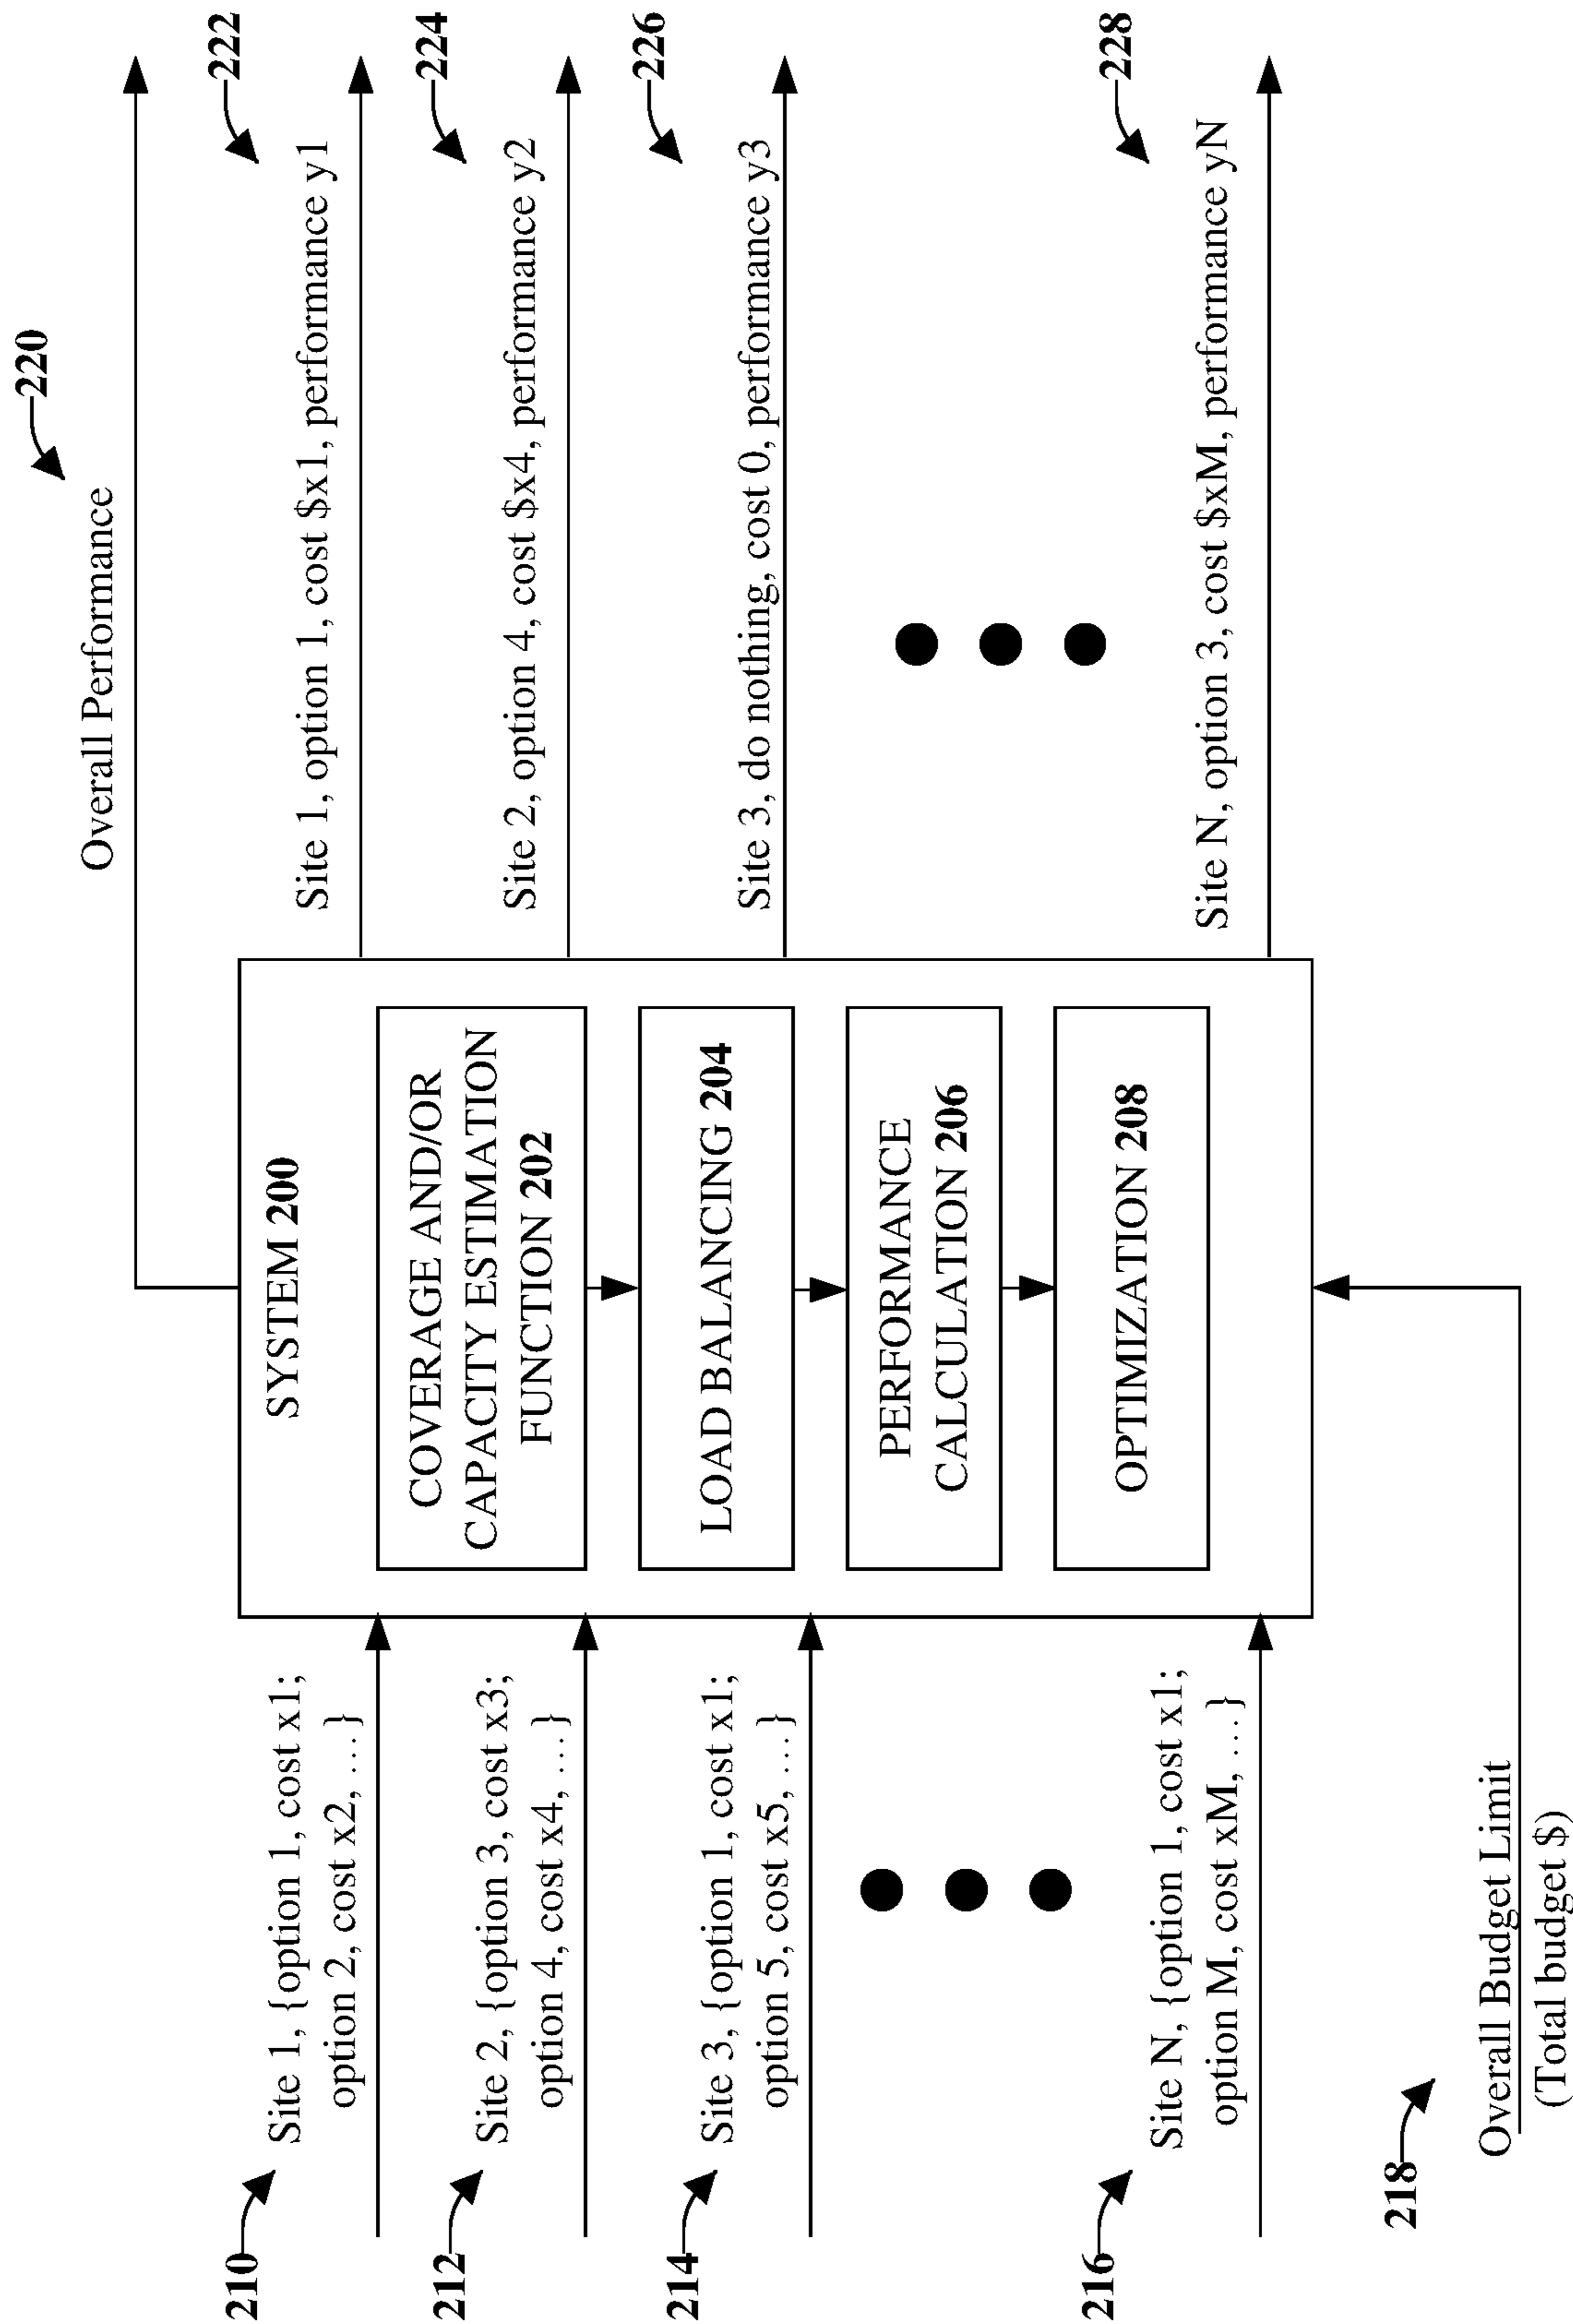 220
Overall Performance
222
Site 1, option 1, cost $x1, performance y1
224
Site 2, option 4, cost $x4, performance y2
226
Site 3, do nothing, cost 0, performance y3
228
Site N, option 3, cost $xM, performance yN
SYSTEM 200
COVERAGE AND/OR
CAPACITY ESTIMATION
FUNCTION 202
LOAD BALANCING 204
PERFORMANCE
CALCULATION 206
OPTIMIZATION 208
210
Site 1, {option 1, cost x1;
option 2, cost x2, …}
212
Site 2, {option 3, cost x3;
option 4, cost x4, …}
214
Site 3, {option 1, cost x1;
option 5, cost x5, …}
216
Site N, {option 1, cost x1;
option M, cost xM, …}
218
Overall Budget Limit
(Total budget $)